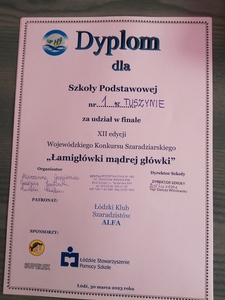 Dyplom
dla
Szkoły Podstawowej
nr 1 w TUSZYNIE
za udział w finale
XII edycji
Wojewódzkiego Konkursu Szaradziarskiego
„Łamigłówki mądrej główki”
Organizator
Dyrektor Szkoły
PATRONAT:
Łódzki Klub
Szaradzistów
ALFA
SPONSORZY:
Łódzkie Stowarzyszenie
Pomocy Szkole
Łódź, 30 marca 2023 roku